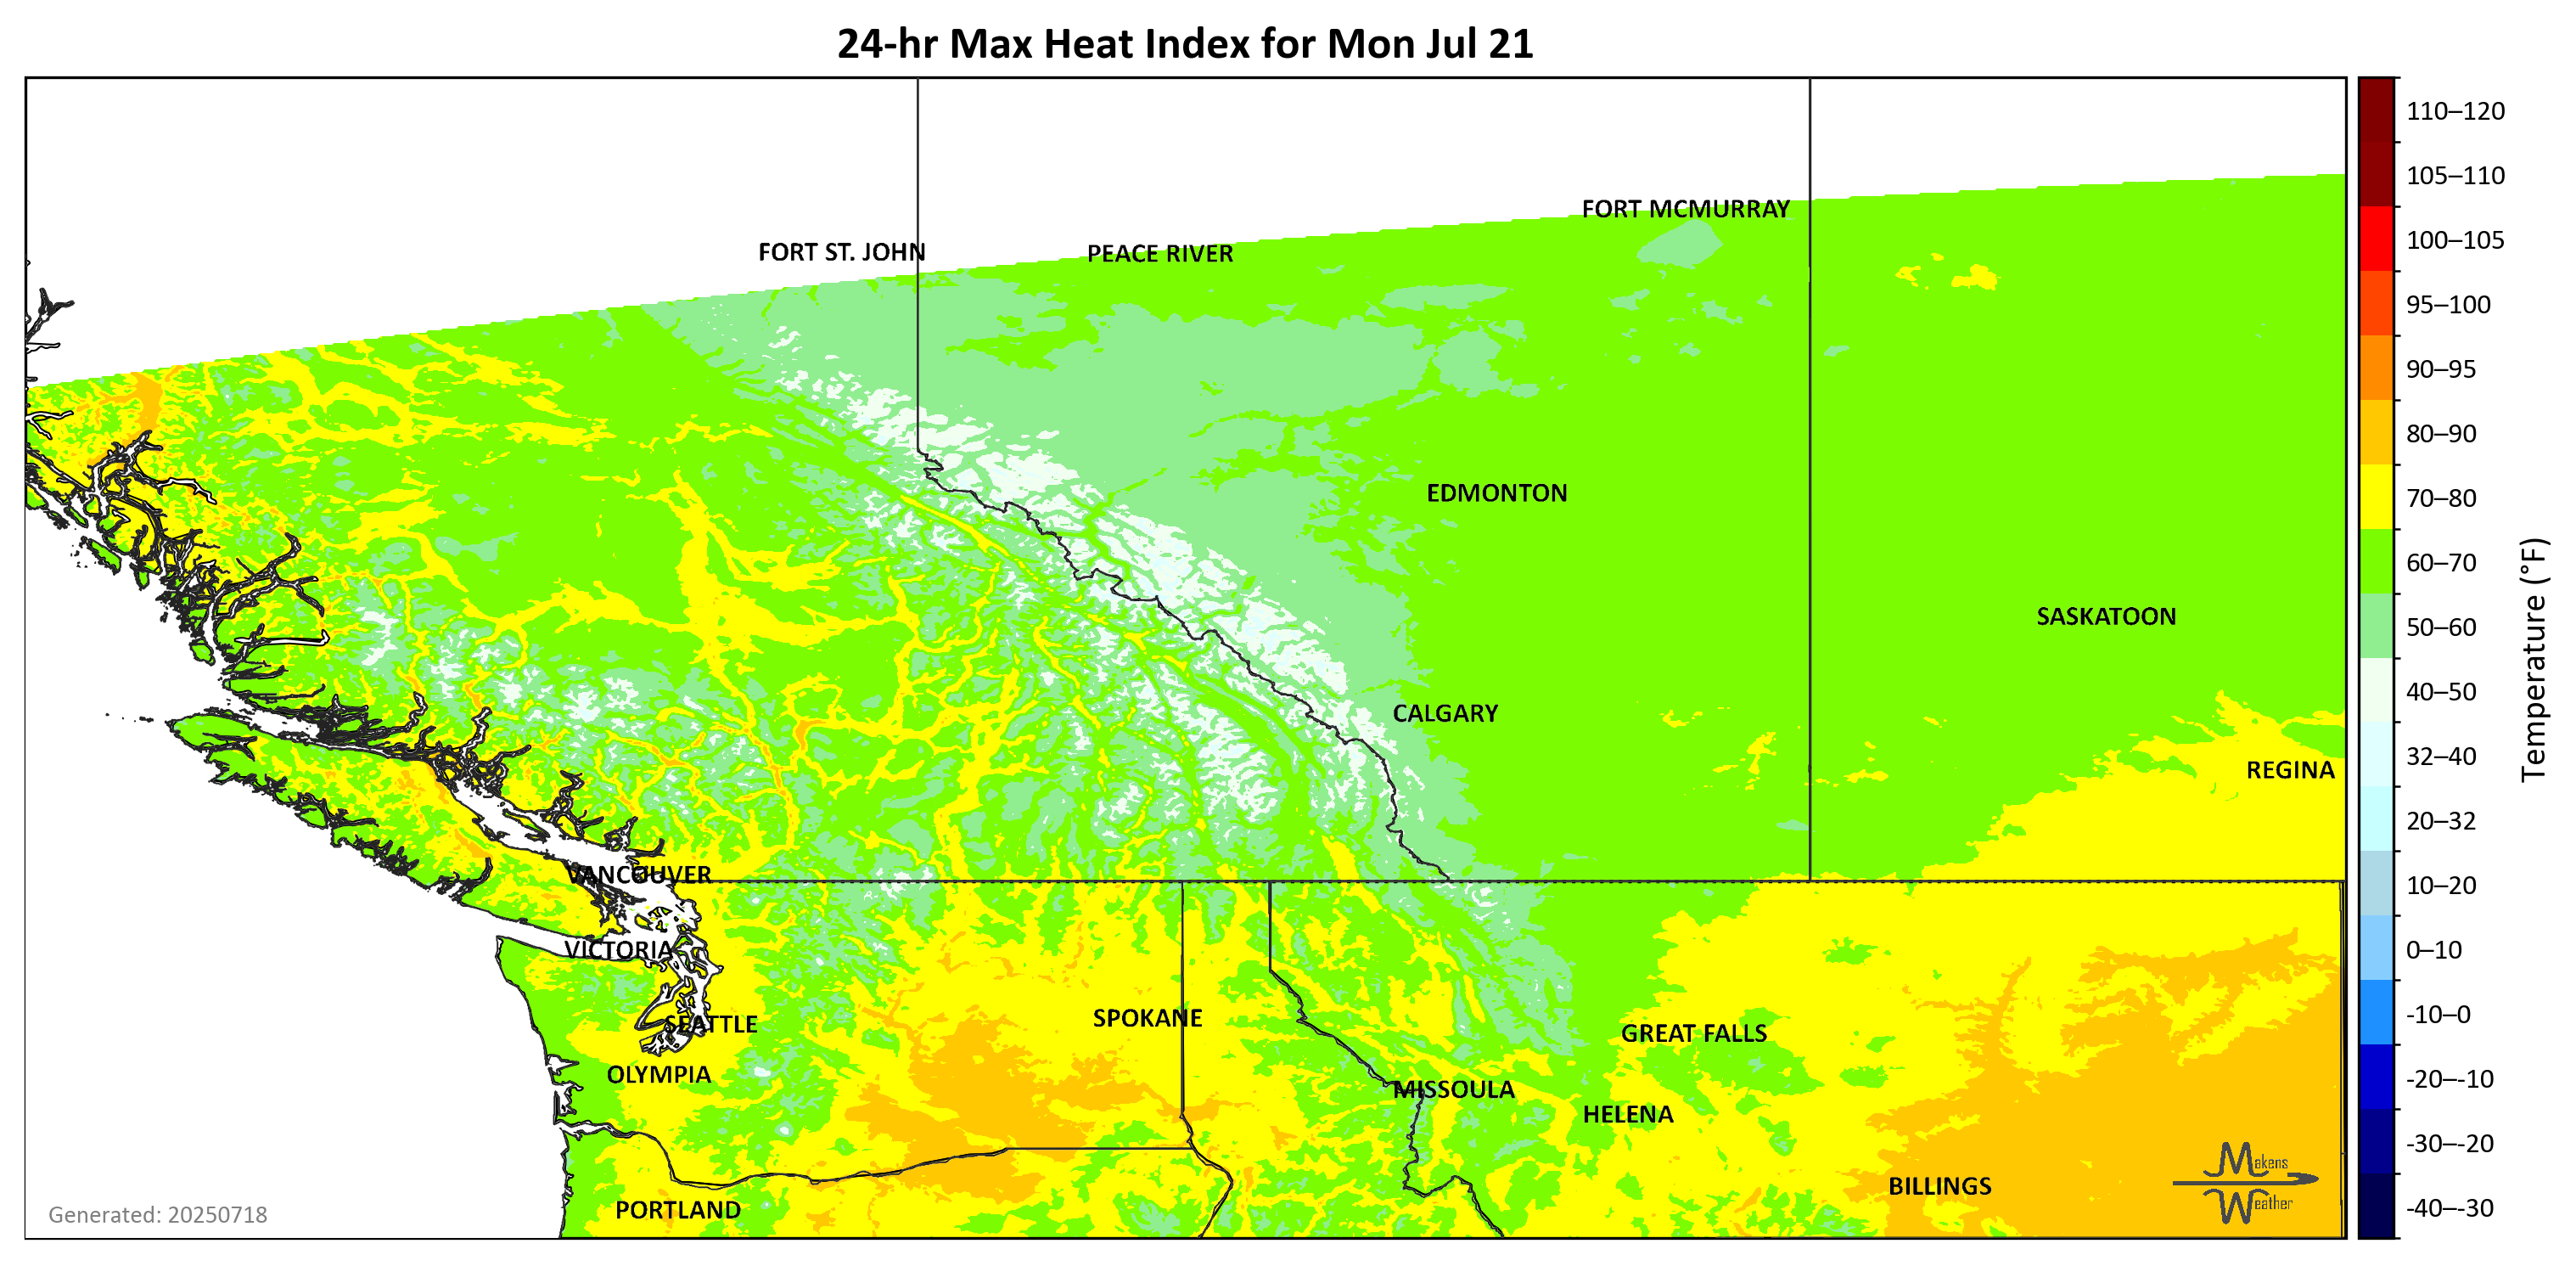 24-hr Max Heat Index for Mon Jul 21
FORT MCMURRAY
FORT ST. JOHN
PEACE RIVER
EDMONTON
SASKATOON
CALGARY
REGINA
VANCOUVER
VICTORIA
SEATTLE
SPOKANE
GREAT FALLS
OLYMPIA
MISSOULA
HELENA
BILLINGS
PORTLAND
Makens
Weather
Generated: 20250718
110–120
105–110
100–105
95–100
90–95
80–90
70–80
60–70
50–60
40–50
32–40
20–32
10–20
0–10
-10–0
-20–-10
-30–-20
-40–-30
Temperature (°F)